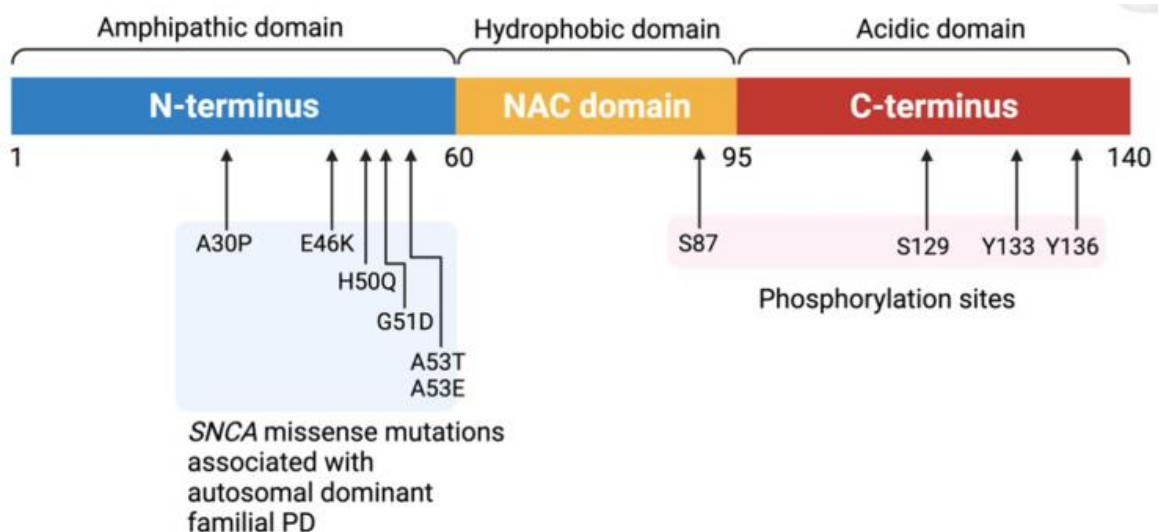 Amphipathic domain Hydrophobic domain Acidic domain
N-terminus NAC domain C-terminus
1 60 95 140
A30P E46K S87 S129 Y133 Y136
H50Q
G51D
Phosphorylation sites
A53T
A53E
SNCA missense mutations
associated with
autosomal dominant
familial PD